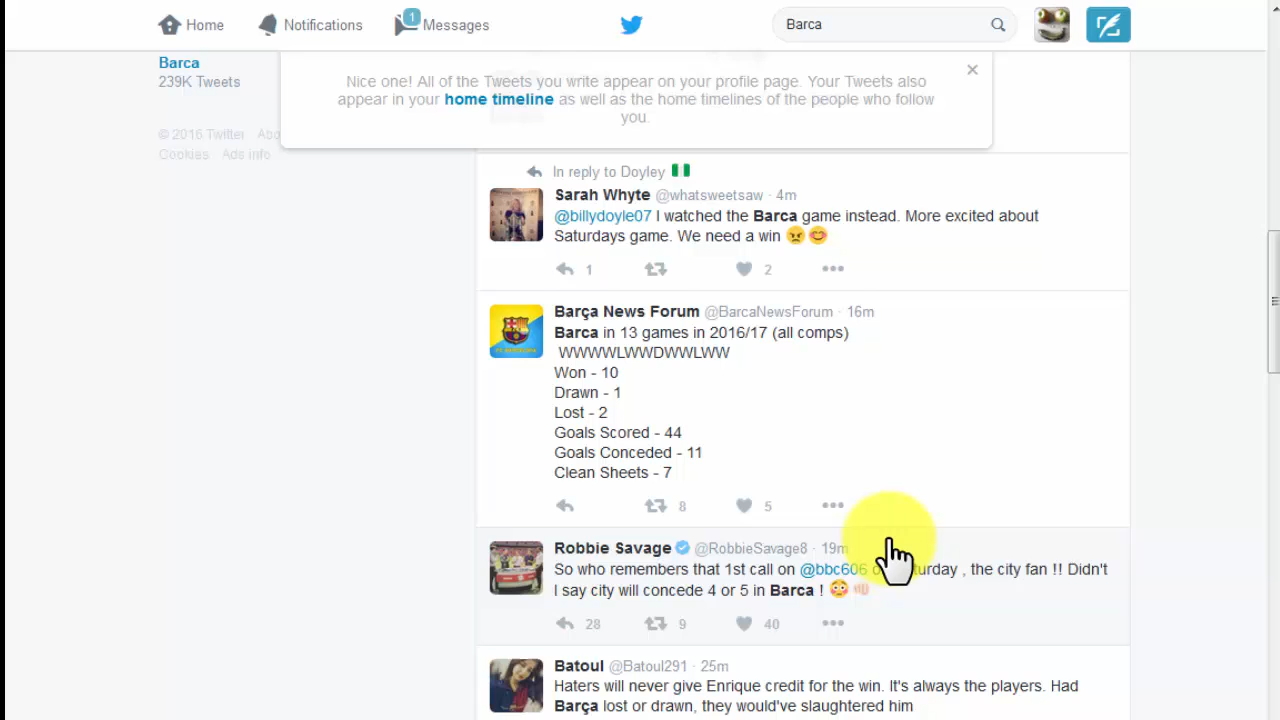 Home
Notifications
1
Messages
Barca
Barca
239K Tweets
© 2016 Twitter
Cookies Ads info
Nice one! All of the Tweets you write appear on your profile page. Your Tweets also
appear in your home timeline as well as the home timelines of the people who follow
you.
In reply to Doyley
Sarah Whyte @whatsweetsaw · 4m
@billydoyle07 I watched the Barca game instead. More excited about
Saturdays game. We need a win 😠😊
1
2
Barça News Forum @BarcaNewsForum · 16m
Barca in 13 games in 2016/17 (all comps)
WWWWLWWDWWLWW
Won - 10
Drawn - 1
Lost - 2
Goals Scored - 44
Goals Conceded - 11
Clean Sheets - 7
8
5
Robbie Savage @RobbieSavage8 · 19m
So who remembers that 1st call on @bbc606 , the city fan !! Didn't
I say city will concede 4 or 5 in Barca ! 😳
28
9
40
Batoul @Batoul291 · 25m
Haters will never give Enrique credit for the win. It's always the players. Had
Barça lost or drawn, they would've slaughtered him